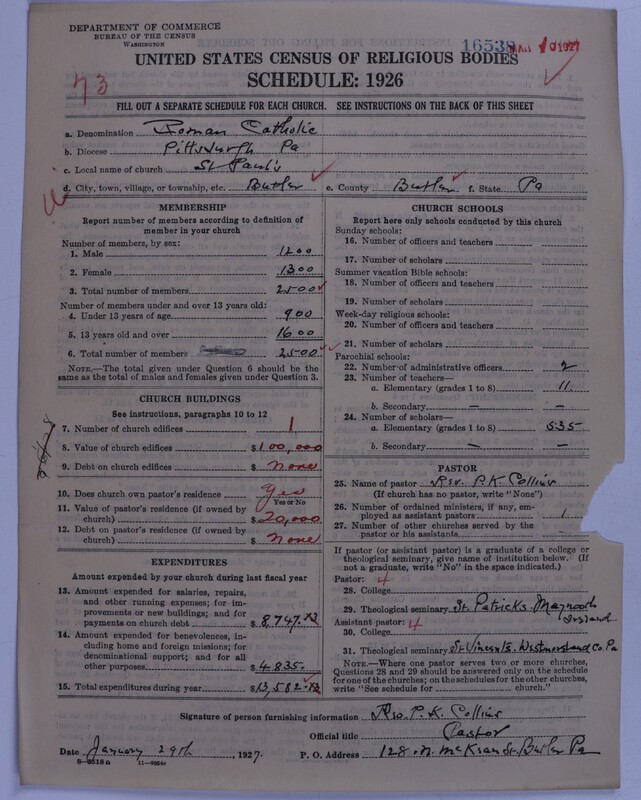 DEPARTMENT OF COMMERCE
BUREAU OF THE CENSUS
WASHINGTON
16538
1927
UNITED STATES CENSUS OF RELIGIOUS BODIES
SCHEDULE: 1926
73
FILL OUT A SEPARATE SCHEDULE FOR EACH CHURCH. SEE INSTRUCTIONS ON THE BACK OF THIS SHEET
a. Denomination Roman Catholic
b. Diocese Pittsburgh Pa
c. Local name of church St Paul's
d. City, town, village, or township, etc. Butler e. County Butler f. State Pa
MEMBERSHIP
Report number of members according to definition of
member in your church
Number of members, by sex:
1. Male 1200
2. Female 1300
3. Total number of members 2500
Number of members under and over 13 years old:
4. Under 13 years of age 900
5. 13 years old and over 1600
6. Total number of members 2500
NOTE.—The total given under Question 6 should be the
same as the total of males and females given under Question 3.
CHURCH BUILDINGS
See instructions, paragraphs 10 to 12
7. Number of church edifices 1
8. Value of church edifices $100,000
9. Debt on church edifices $ none
10. Does church own pastor's residence Yes
Yes or No
11. Value of pastor's residence (if owned by
church) $20,000
12. Debt on pastor's residence (if owned by
church) $ none
EXPENDITURES
Amount expended by your church during last fiscal year
13. Amount expended for salaries, repairs,
and other running expenses; for im-
provements or new buildings; and for
payments on church debt $8,747.
14. Amount expended for benevolences, in-
cluding home and foreign missions; for
denominational support; and for all
other purposes $4835.
15. Total expenditures during year $13,582.
CHURCH SCHOOLS
Report here only schools conducted by this church
Sunday schools:
16. Number of officers and teachers
17. Number of scholars
Summer vacation Bible schools:
18. Number of officers and teachers
19. Number of scholars
Week-day religious schools:
20. Number of officers and teachers
21. Number of scholars
Parochial schools:
22. Number of administrative officers 2
23. Number of teachers—
a. Elementary (grades 1 to 8) 11
b. Secondary — —
24. Number of scholars—
a. Elementary (grades 1 to 8) 535
b. Secondary — —
PASTOR
25. Name of pastor Rev. P. K. Collins
(If church has no pastor, write "None")
26. Number of ordained ministers, if any, em-
ployed as assistant pastors 1
27. Number of other churches served by the
pastor or his assistants
If pastor (or assistant pastor) is a graduate of a college or
theological seminary, give name of institution below. (If
not a graduate, write "No" in the space indicated.)
Pastor: 4
28. College
29. Theological seminary St. Patricks Maynooth
Ireland
Assistant pastor: 4
30. College
31. Theological seminary St. Vincents. Westmoreland Co. Pa
NOTE.—Where one pastor serves two or more churches,
Questions 28 and 29 should be answered only on the schedule
for one of the churches; on the schedules for the other churches,
write "See schedule for church."
Signature of person furnishing information Rev. P. K. Collins
Official title Pastor
Date January 29th, 1927. P. O. Address 128. N. McKean St. Butler Pa
8—5518 a 11—9554